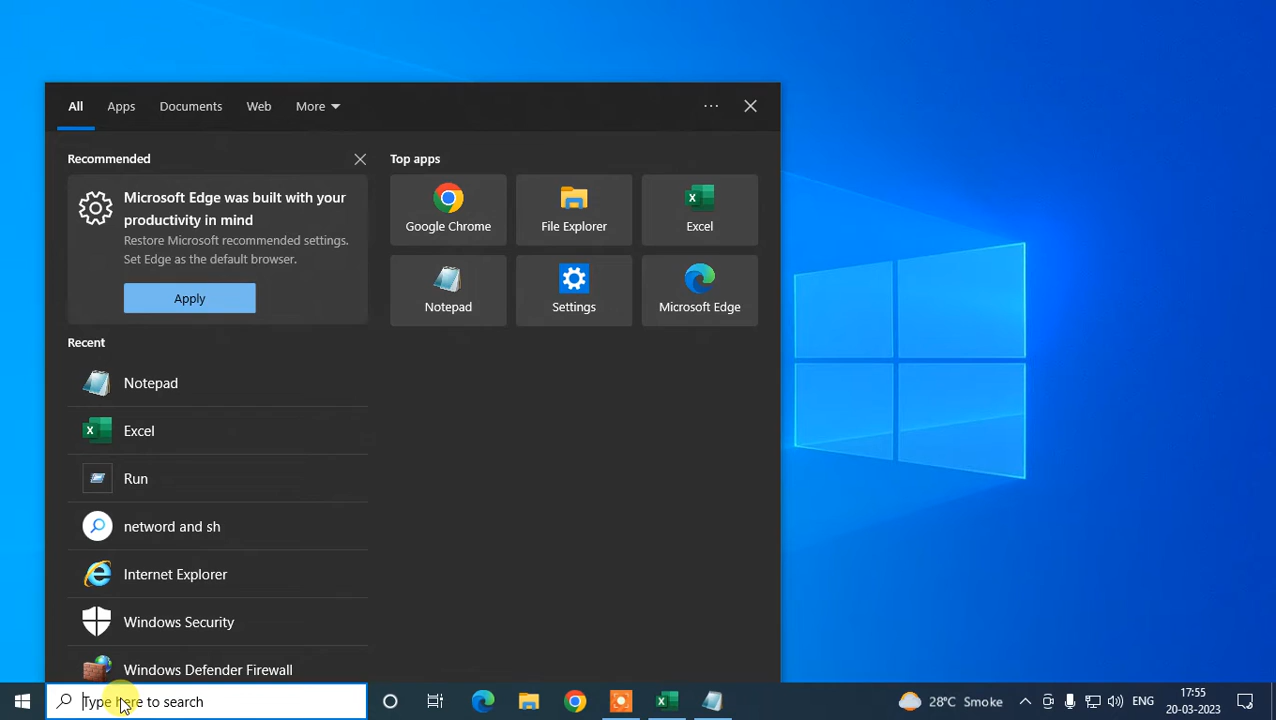 All Apps Documents Web More
Recommended
Microsoft Edge was built with your
productivity in mind
Restore Microsoft recommended settings.
Set Edge as the default browser.
Apply
Top apps
Google Chrome File Explorer Excel
Notepad Settings Microsoft Edge
Recent
Notepad
Excel
Run
netword and sh
Internet Explorer
Windows Security
Windows Defender Firewall
Type here to search
28°C Smoke
ENG
17:55
20-03-2023